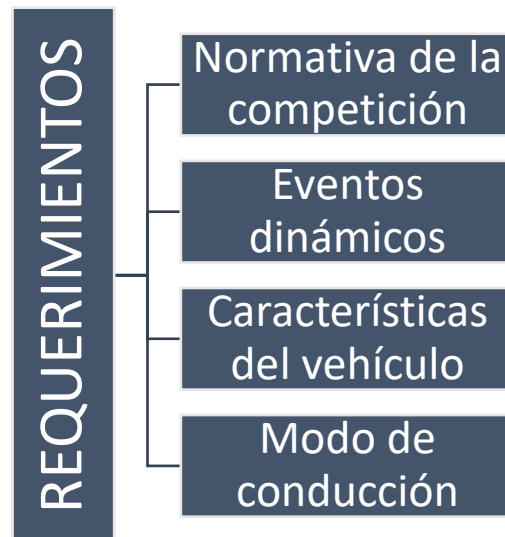 REQUERIMIENTOS
Normativa de la
competición
Eventos
dinámicos
Características
del vehículo
Modo de
conducción